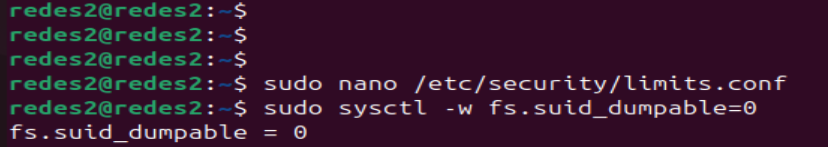 redes2@redes2:~$
redes2@redes2:~$
redes2@redes2:~$
redes2@redes2:~$ sudo nano /etc/security/limits.conf
redes2@redes2:~$ sudo sysctl -w fs.suid_dumpable=0
fs.suid_dumpable = 0